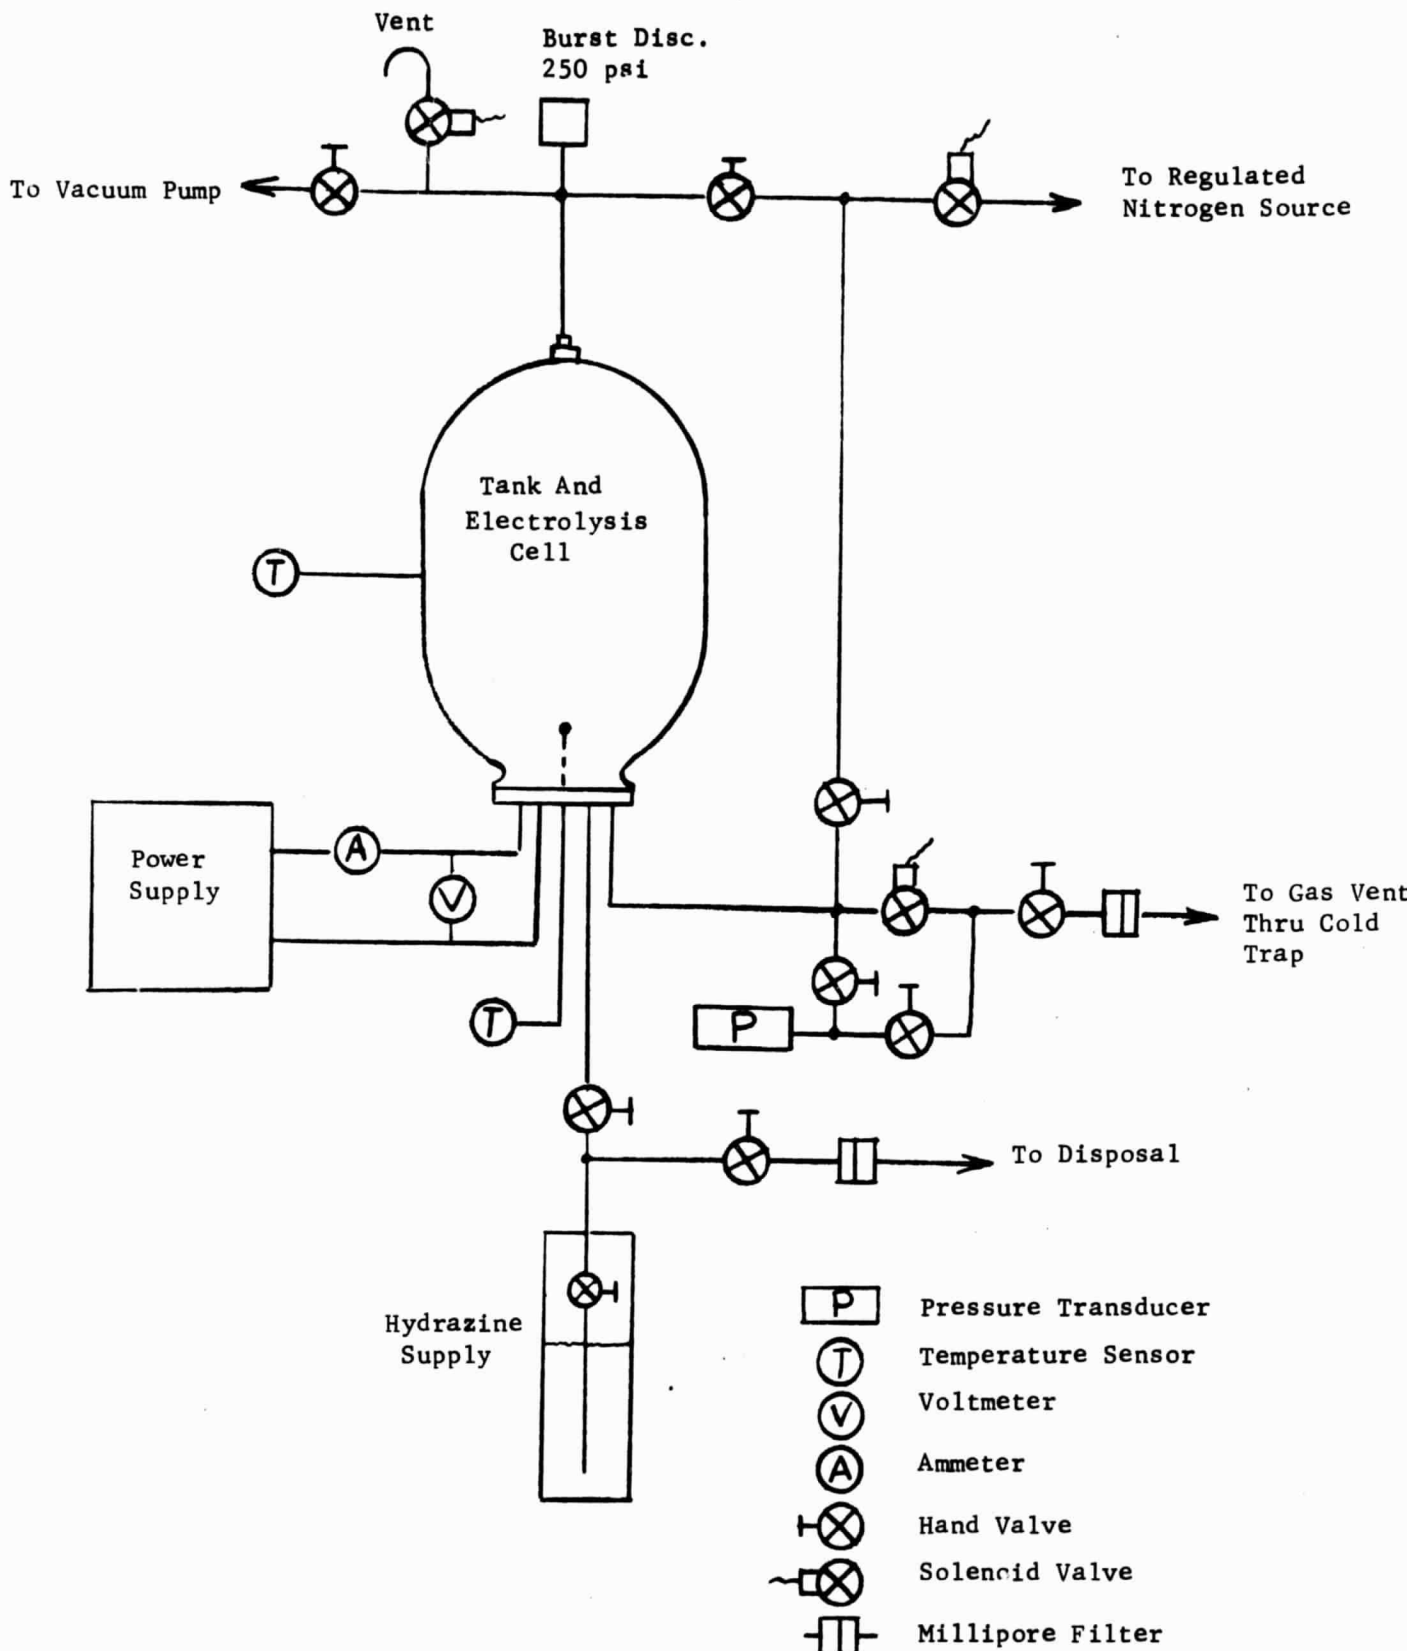 Vent
Burst Disc.
250 psi
To Vacuum Pump
To Regulated
Nitrogen Source
Tank And
Electrolysis
Cell
T
Power
Supply
A
V
To Gas Vent
Thru Cold
Trap
T
P
To Disposal
Hydrazine
Supply
P Pressure Transducer
T Temperature Sensor
V Voltmeter
A Ammeter
Hand Valve
Solenoid Valve
Millipore Filter